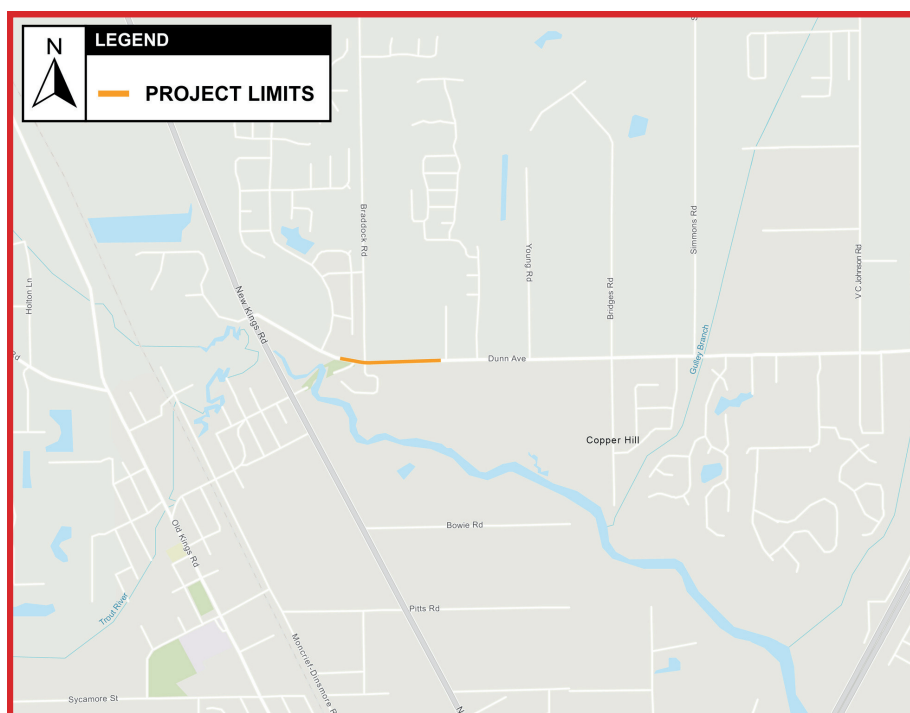 N
LEGEND
PROJECT LIMITS
Braddock Rd
Young Rd
Bridges Rd
Simmons Rd
V C Johnson Rd
Holton Ln
New Kings Rd
Dunn Ave
Gulley Branch
Copper Hill
Bowie Rd
Old Kings Rd
Trout River
Pitts Rd
Moncrief-Dinsmore R
Sycamore St
N